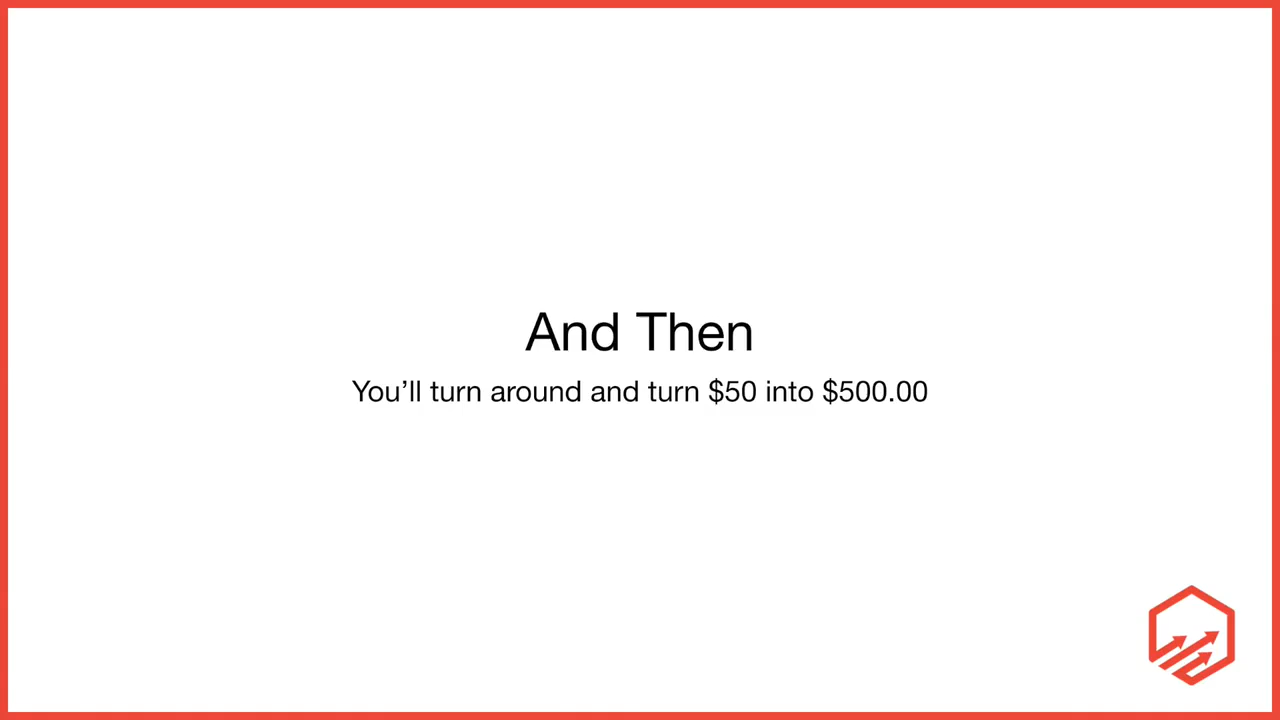 And Then
You’ll turn around and turn $50 into $500.00